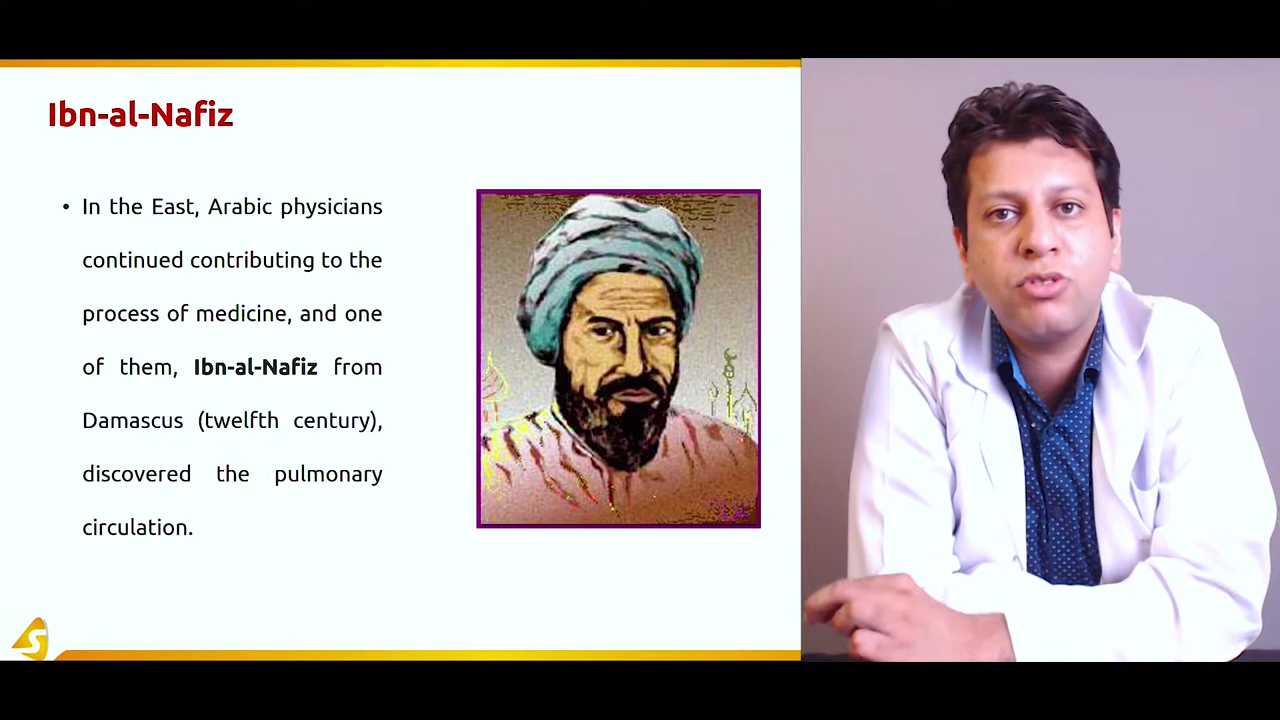 Ibn-al-Nafiz
• In the East, Arabic physicians
continued contributing to the
process of medicine, and one
of them, Ibn-al-Nafiz from
Damascus (twelfth century),
discovered the pulmonary
circulation.
S